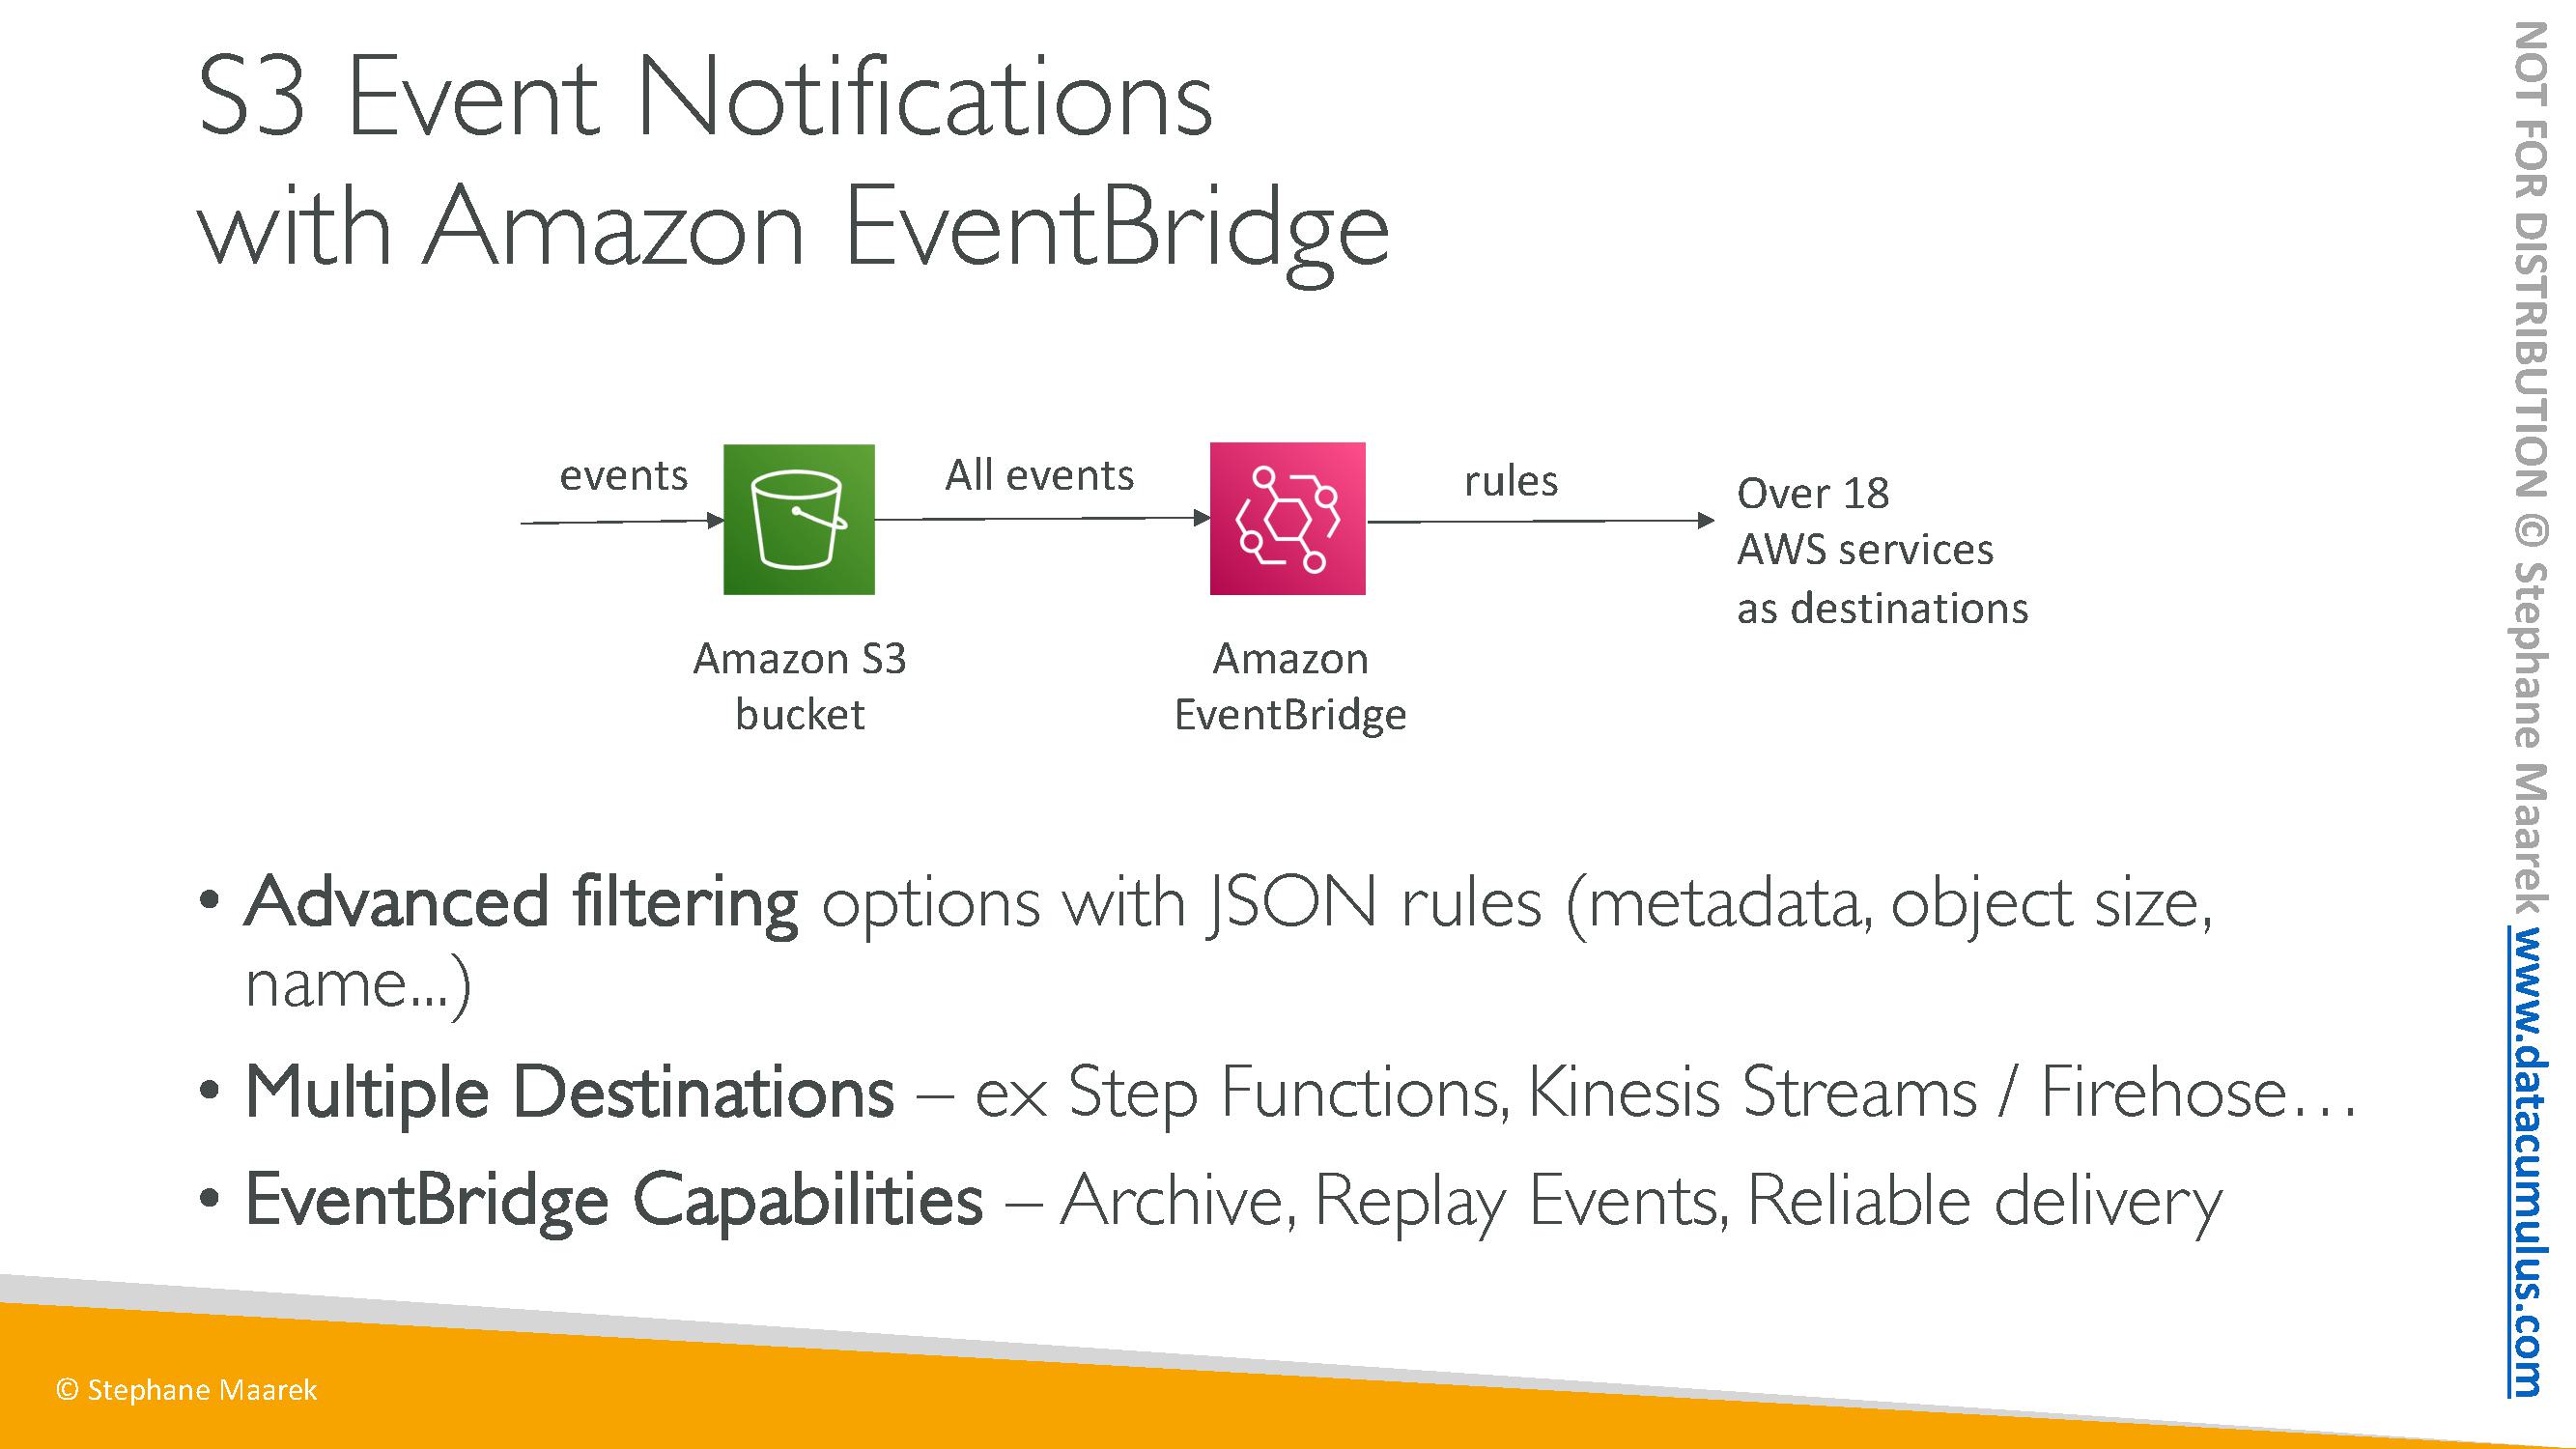 S3 Event Notifications
with Amazon EventBridge
events
All events
rules
Over 18
AWS services
as destinations
Amazon S3
bucket
Amazon
EventBridge
• Advanced filtering options with JSON rules (metadata, object size,
name...)
• Multiple Destinations – ex Step Functions, Kinesis Streams / Firehose…
• EventBridge Capabilities – Archive, Replay Events, Reliable delivery
© Stephane Maarek
NOT FOR DISTRIBUTION © Stephane Maarek www.datacumulus.com